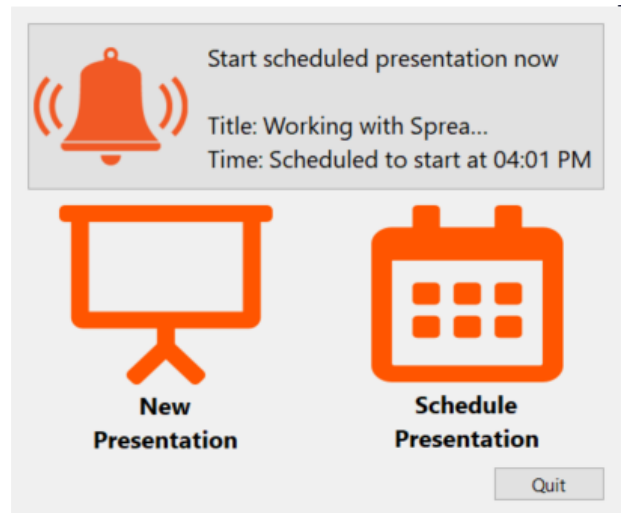 Start scheduled presentation now
Title: Working with Sprea...
Time: Scheduled to start at 04:01 PM
New
Presentation
Schedule
Presentation
Quit